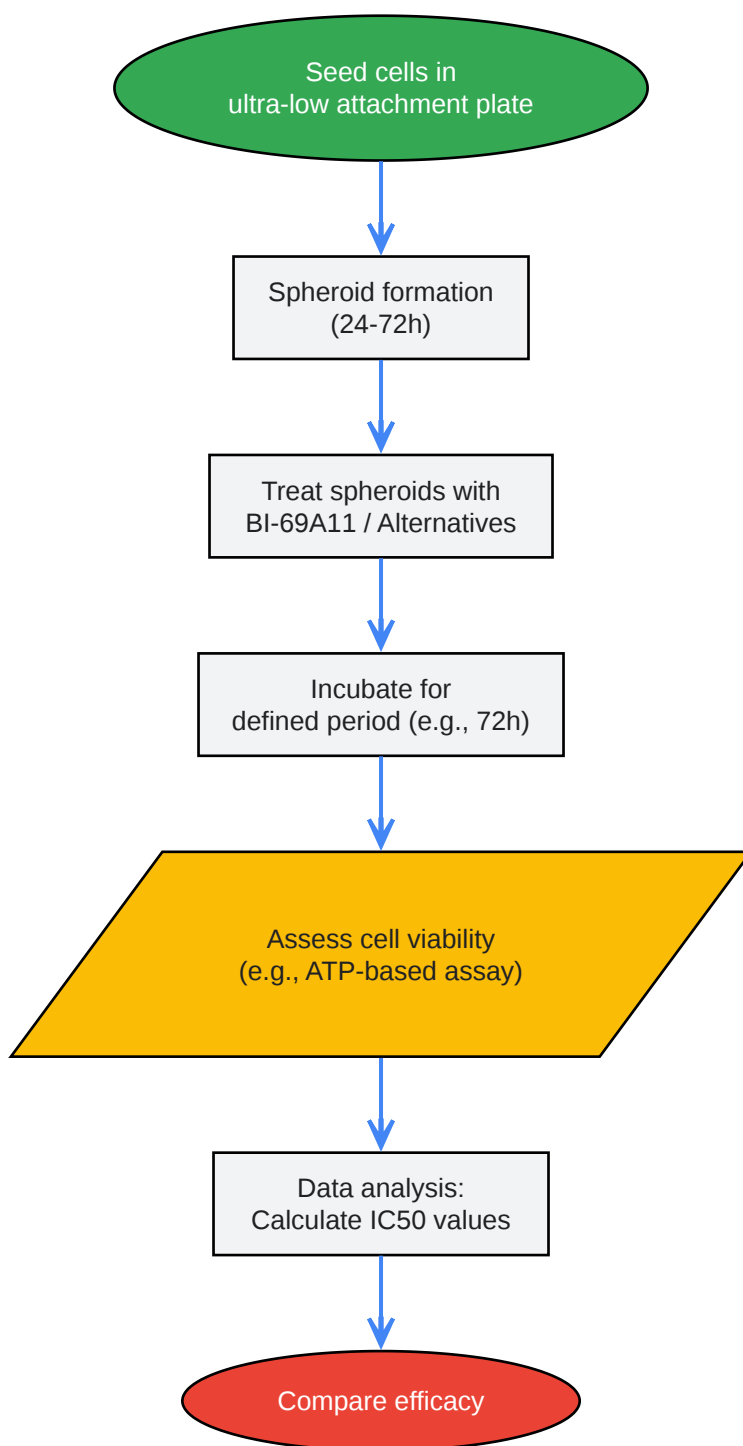 Seed cells in
ultra-low attachment plate
Spheroid formation
(24-72h)
Treat spheroids with
BI-69A11 / Alternatives
Incubate for
defined period (e.g., 72h)
Assess cell viability
(e.g., ATP-based assay)
Data analysis:
Calculate IC50 values
Compare efficacy